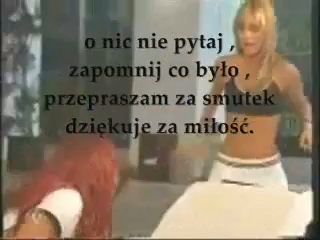 o nic nie pytaj ,
zapomnij co było ,
przepraszam za smutek
dziękuje za miłość.